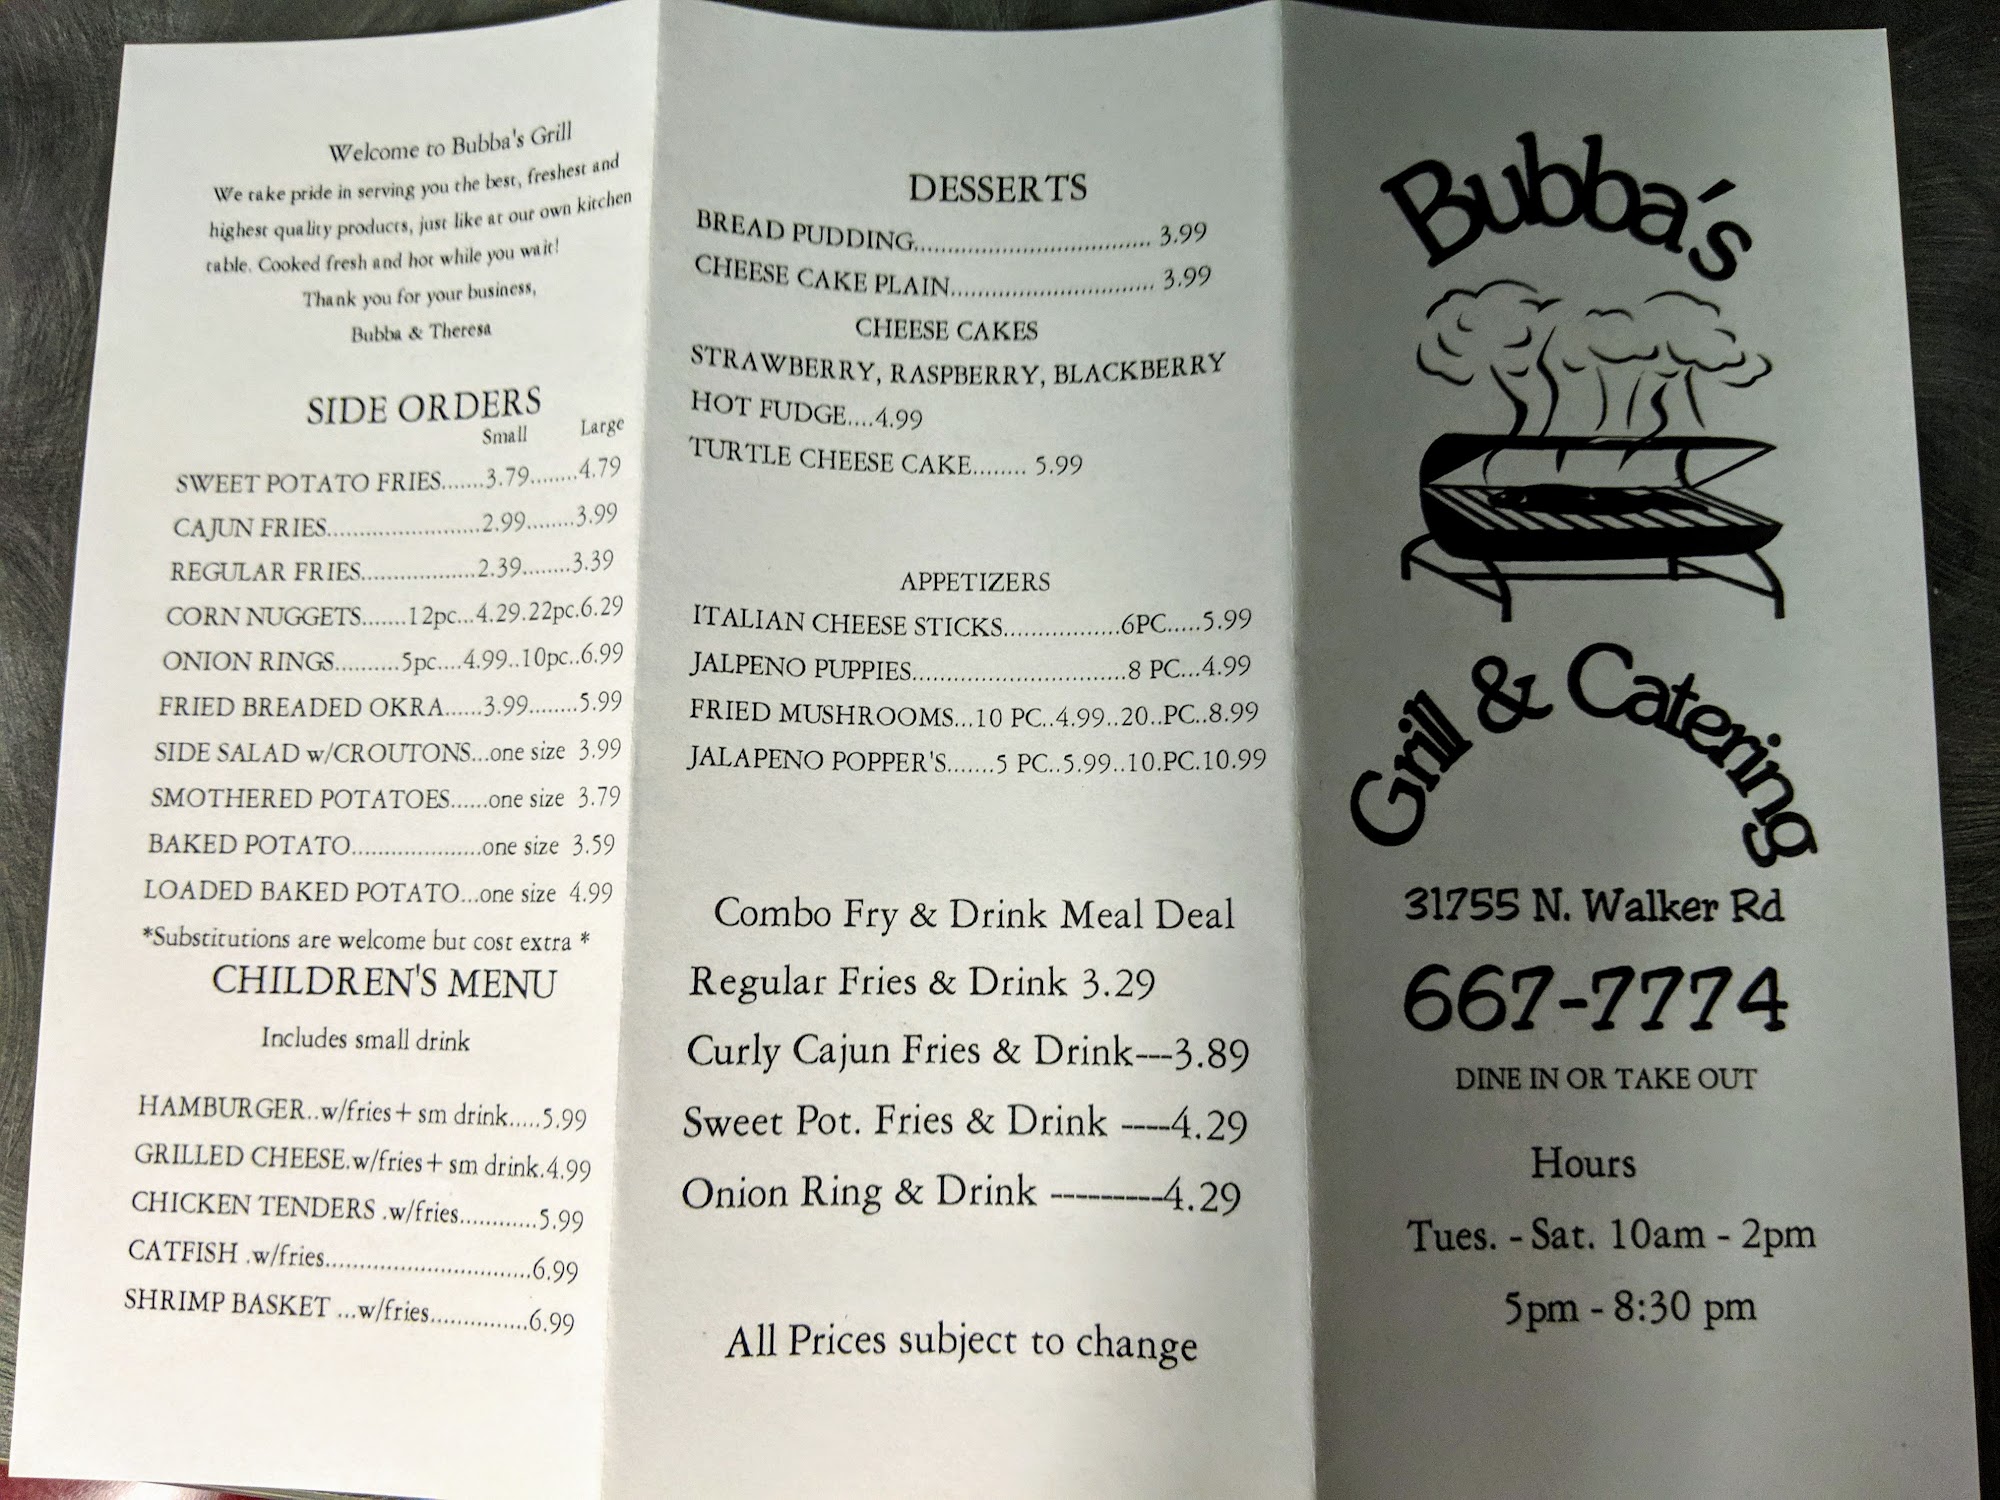 Welcome to Bubba's Grill
We take pride in serving you the best, freshest and
highest quality products, just like at our own kitchen
table. Cooked fresh and hot while you wait!
Thank you for your business,
Bubba & Theresa
SIDE ORDERS
Small Large
SWEET POTATO FRIES.......3.79........4.79
CAJUN FRIES.......................2.99........3.99
REGULAR FRIES.................2.39........3.39
CORN NUGGETS.......12pc...4.29.22pc.6.29
ONION RINGS..........5pc....4.99..10pc..6.99
FRIED BREADED OKRA......3.99........5.99
SIDE SALAD w/CROUTONS...one size 3.99
SMOTHERED POTATOES......one size 3.79
BAKED POTATO....................one size 3.59
LOADED BAKED POTATO...one size 4.99
*Substitutions are welcome but cost extra *
CHILDREN'S MENU
Includes small drink
HAMBURGER..w/fries+ sm drink.....5.99
GRILLED CHEESE.w/fries+ sm drink.4.99
CHICKEN TENDERS .w/fries............5.99
CATFISH .w/fries...............................6.99
SHRIMP BASKET ...w/fries...............6.99
DESSERTS
BREAD PUDDING................................... 3.99
CHEESE CAKE PLAIN.............................. 3.99
CHEESE CAKES
STRAWBERRY, RASPBERRY, BLACKBERRY
HOT FUDGE....4.99
TURTLE CHEESE CAKE........ 5.99
APPETIZERS
ITALIAN CHEESE STICKS.................6PC.....5.99
JALPENO PUPPIES...............................8 PC...4.99
FRIED MUSHROOMS...10 PC..4.99..20..PC..8.99
JALAPENO POPPER'S.......5 PC..5.99..10.PC.10.99
Combo Fry & Drink Meal Deal
Regular Fries & Drink 3.29
Curly Cajun Fries & Drink---3.89
Sweet Pot. Fries & Drink ----4.29
Onion Ring & Drink ---------4.29
All Prices subject to change
Bubba's
Grill & Catering
31755 N. Walker Rd
667-7774
DINE IN OR TAKE OUT
Hours
Tues. - Sat. 10am - 2pm
5pm - 8:30 pm